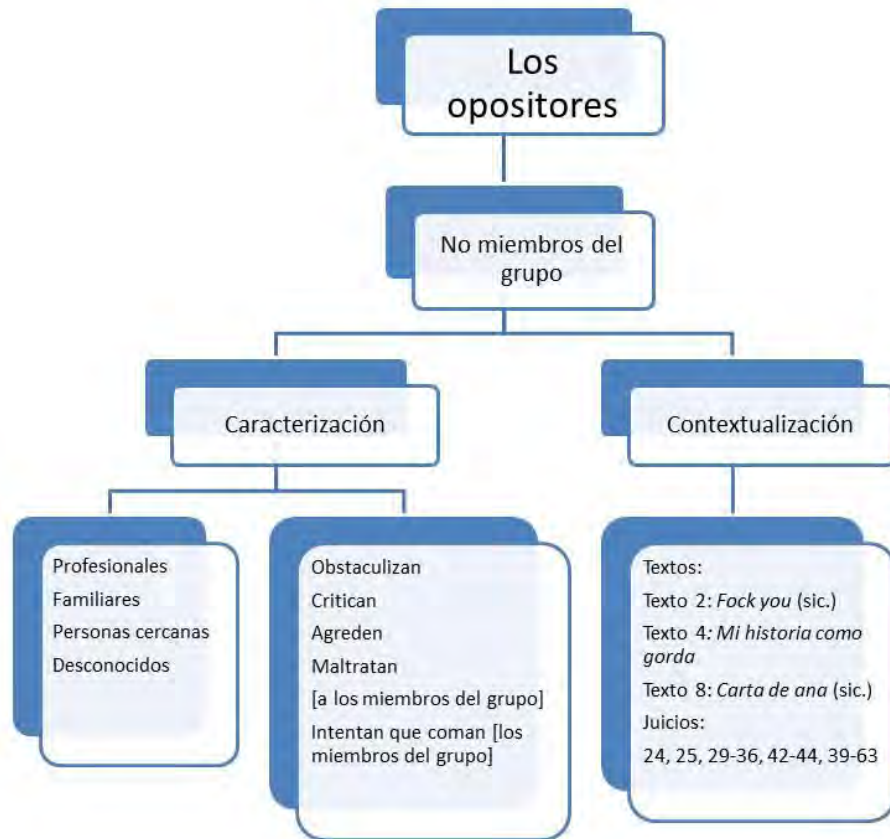 Los
opositores
No miembros del
grupo
Caracterización
Contextualización
Profesionales
Familiares
Personas cercanas
Desconocidos
Obstaculizan
Critican
Agreden
Maltratan
[a los miembros del grupo]
Intentan que coman [los
miembros del grupo]
Textos:
Texto 2: Fock you (sic.)
Texto 4: Mi historia como
gorda
Texto 8: Carta de ana (sic.)
Juicios:
24, 25, 29-36, 42-44, 39-63